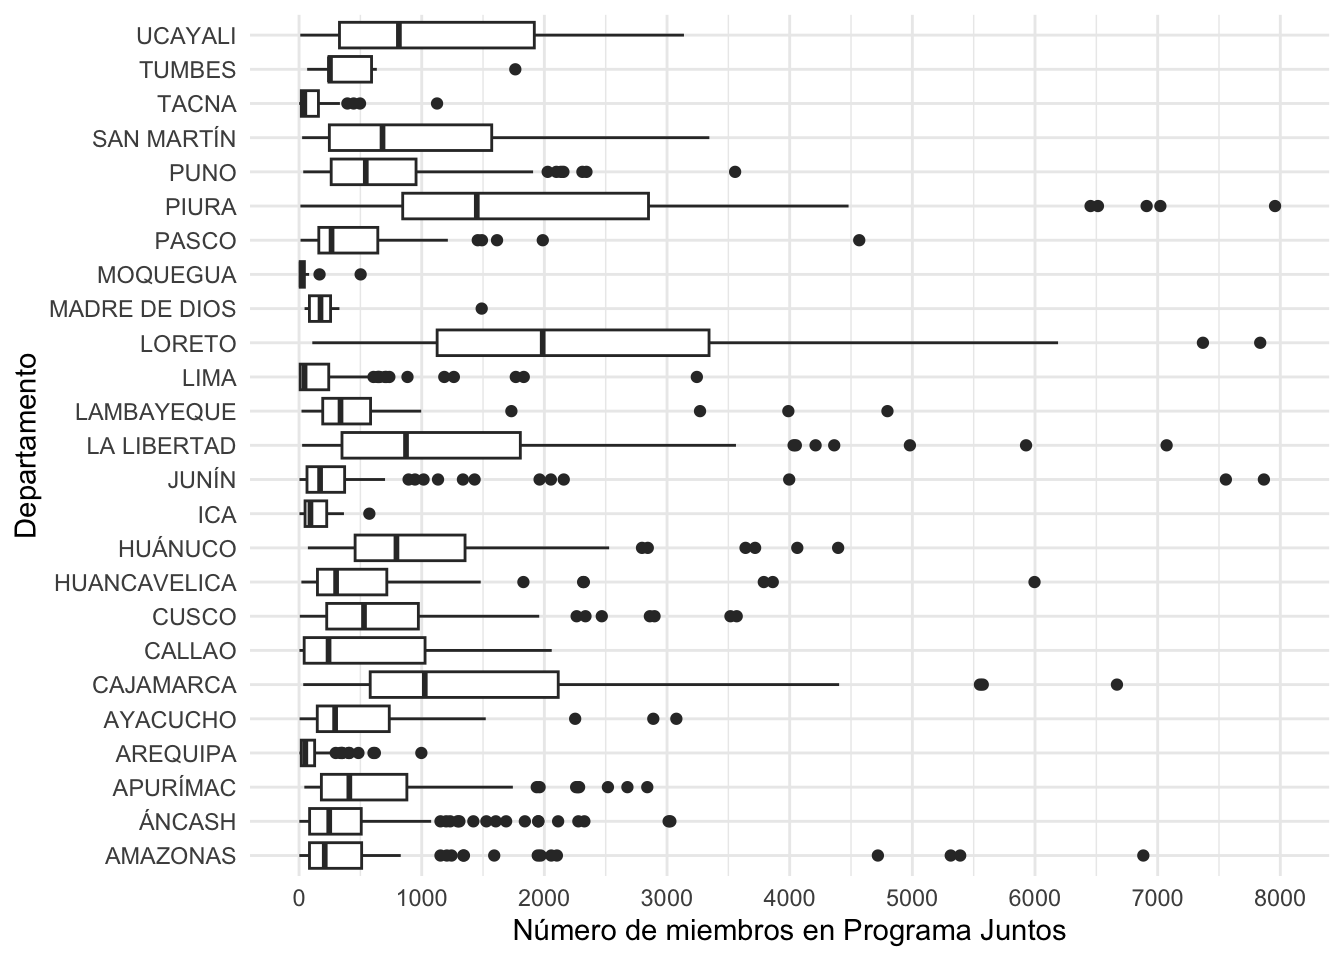 UCAYALI
TUMBES
TACNA
SAN MARTÍN
PUNO
PIURA
PASCO
MOQUEGUA
MADRE DE DIOS
LORETO
LIMA
LAMBAYEQUE
LA LIBERTAD
JUNÍN
ICA
HUÁNUCO
HUANCAVELICA
CUSCO
CALLAO
CAJAMARCA
AYACUCHO
AREQUIPA
APURÍMAC
ÁNCASH
AMAZONAS
Departamento
0 1000 2000 3000 4000 5000 6000 7000 8000
Número de miembros en Programa Juntos